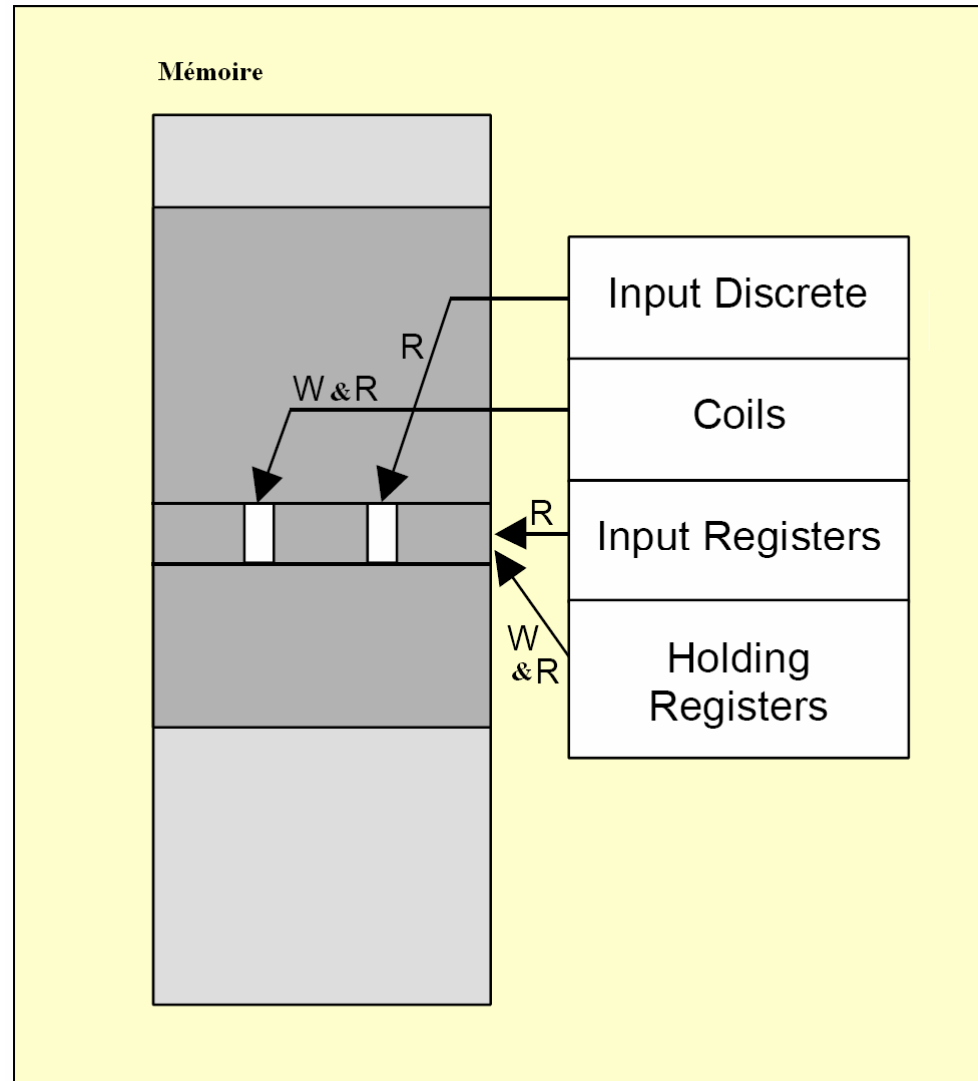 Mémoire
Input Discrete
R
W & R
Coils
R
Input Registers
W
& R
Holding
Registers